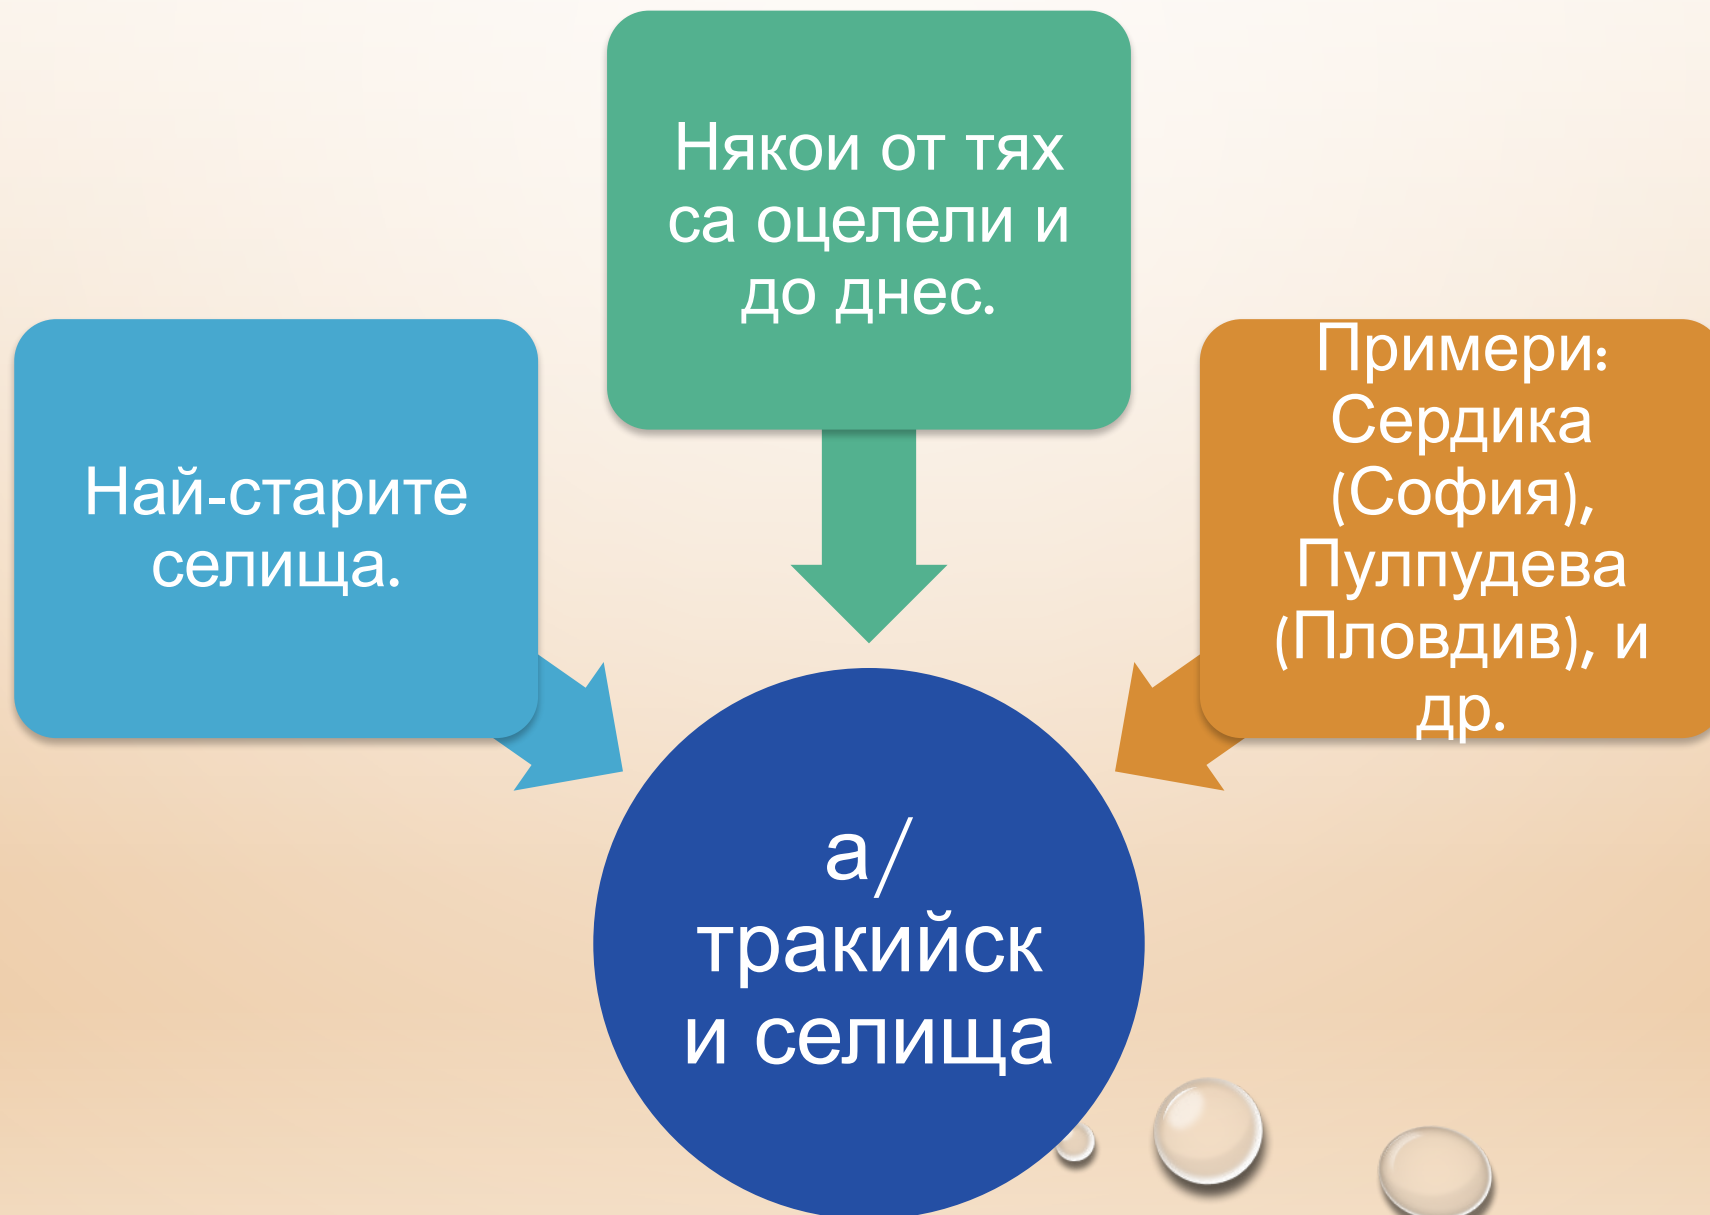 Някои от тях
са оцелели и
до днес.
Най-старите
селища.
Примери:
Сердика
(София),
Пулпудева
(Пловдив), и
др.
а/
тракийск
и селища